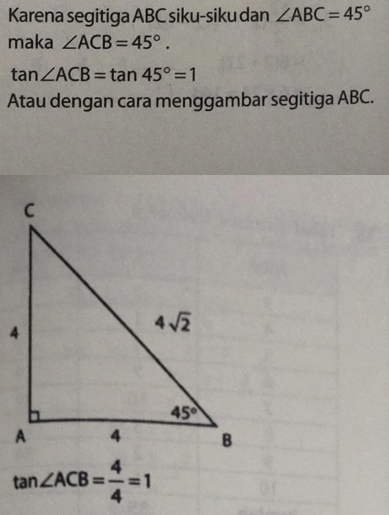 Karena segitiga ABC siku-siku dan ∠ABC = 45°
maka ∠ACB = 45° .
tan∠ACB = tan 45° = 1
Atau dengan cara menggambar segitiga ABC.
C
4
4√2
45°
A
4
B
tan∠ACB = 4/4 = 1